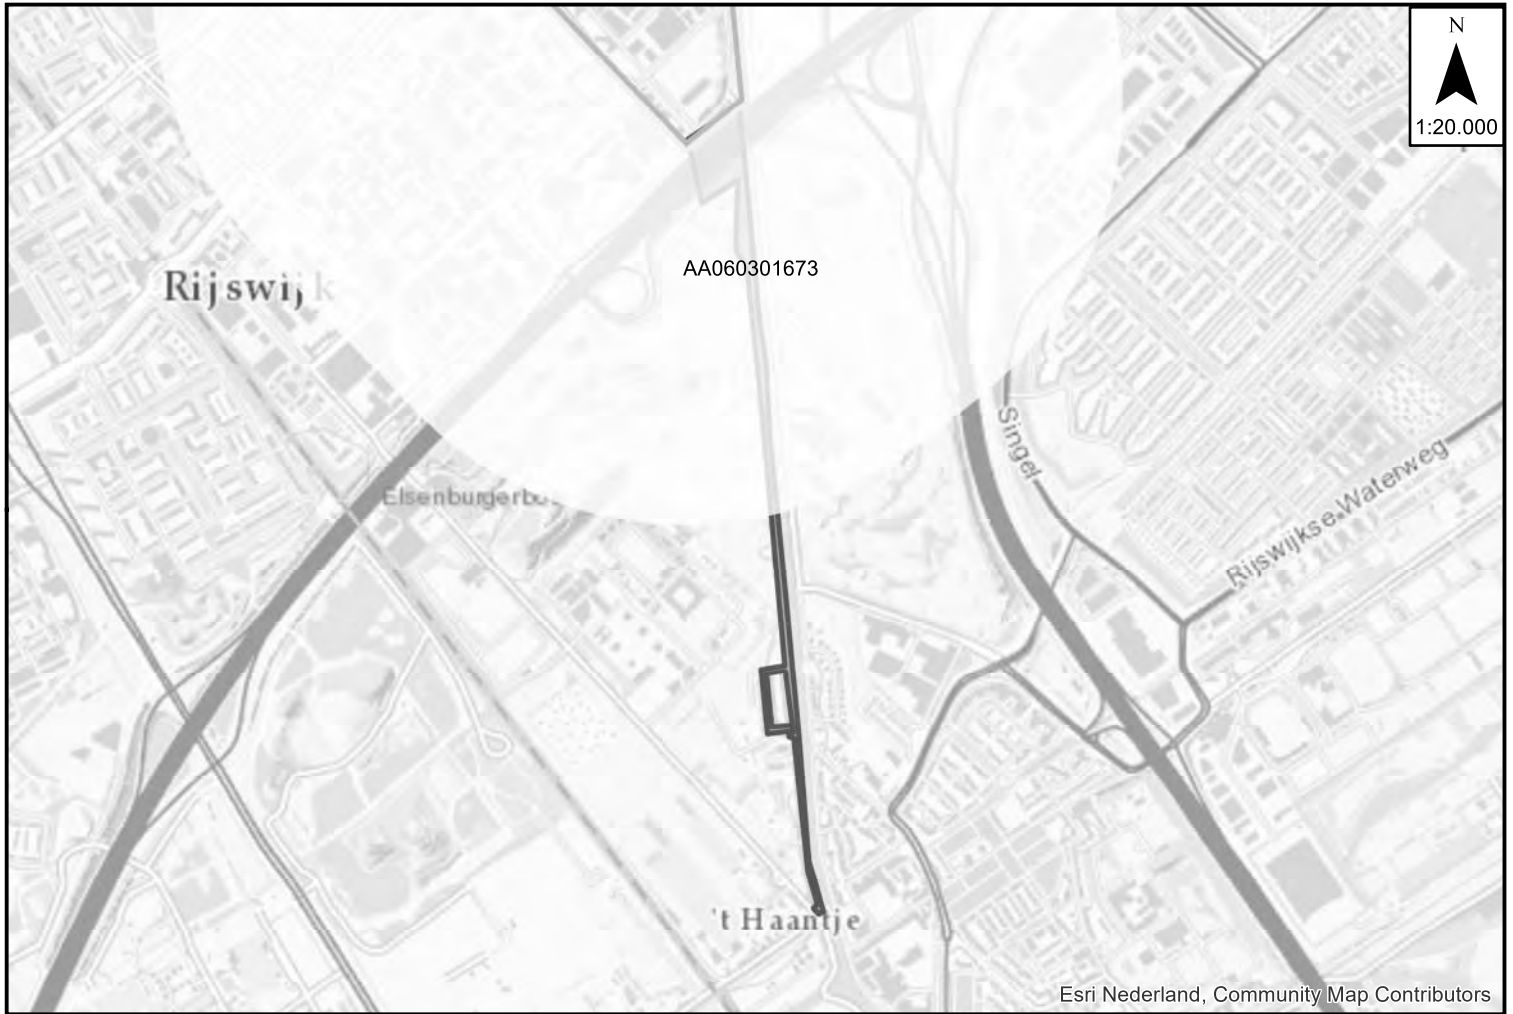 N
1:20.000
AA060301673
Rijswijk
Singel
Rijswijkse Waterweg
Elsenburgerbo
't Haantje
Esri Nederland, Community Map Contributors